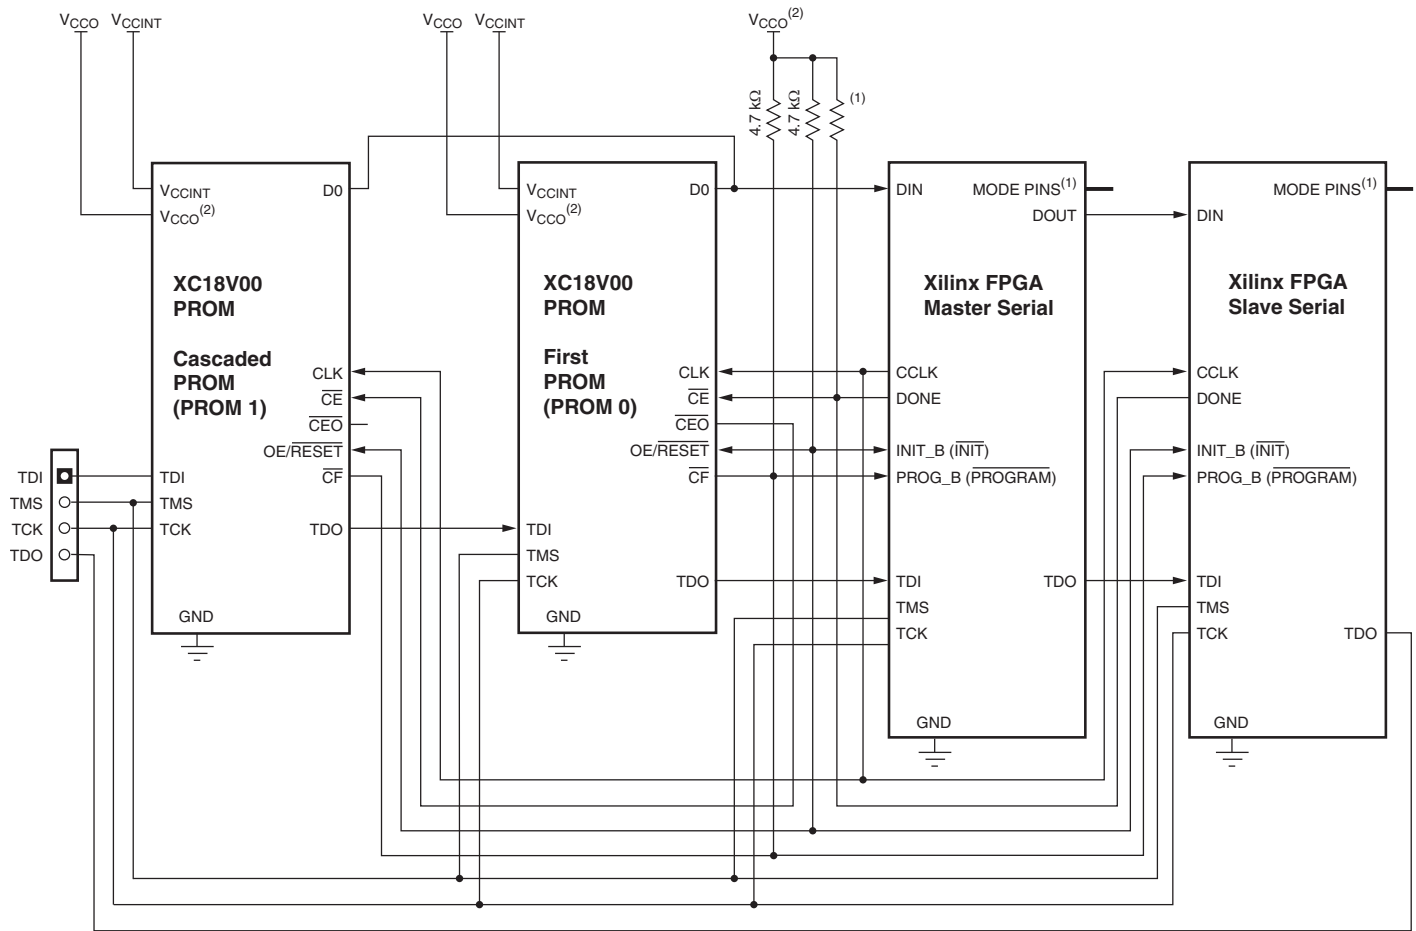 VCCO VCCINT
VCCO VCCINT
VCCO(2)
4.7 kΩ
4.7 kΩ
(1)
VCCINT
VCCO(2)
D0
XC18V00
PROM
Cascaded
PROM
(PROM 1)
CLK
CE
CEO
OE/RESET
CF
TDI
TMS
TCK
TDO
GND
TDI
TMS
TCK
TDO
VCCINT
VCCO(2)
D0
XC18V00
PROM
First
PROM
(PROM 0)
CLK
CE
CEO
OE/RESET
CF
TDI
TMS
TCK
TDO
GND
DIN
MODE PINS(1)
DOUT
Xilinx FPGA
Master Serial
CCLK
DONE
INIT_B (INIT)
PROG_B (PROGRAM)
TDI
TMS
TCK
TDO
GND
MODE PINS(1)
DIN
Xilinx FPGA
Slave Serial
CCLK
DONE
INIT_B (INIT)
PROG_B (PROGRAM)
TDI
TMS
TCK
TDO
GND